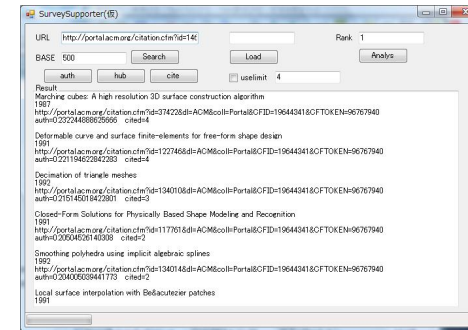 SurveySupporter(仮)
URL http://portal.acm.org/citation.cfm?id=146 Rank 1
BASE 500 Search Load Analys
auth hub cite uselimit 4
Result
Marching cubes: A high resolution 3D surface construction algorithm
1987
http://portal.acm.org/citation.cfm?id=37422&dl=ACM&coll=Portal&CFID=19644341&CFTOKEN=96767940
auth=0.232244888625666 cited=4
Deformable curve and surface finite-elements for free-form shape design
1991
http://portal.acm.org/citation.cfm?id=122746&dl=ACM&coll=Portal&CFID=19644341&CFTOKEN=96767940
auth=0.221194622842283 cited=4
Decimation of triangle meshes
1992
http://portal.acm.org/citation.cfm?id=134010&dl=ACM&coll=Portal&CFID=19644341&CFTOKEN=96767940
auth=0.215145018422801 cited=3
Closed-Form Solutions for Physically Based Shape Modeling and Recognition
1991
http://portal.acm.org/citation.cfm?id=117761&dl=ACM&coll=Portal&CFID=19644341&CFTOKEN=96767940
auth=0.20504526140308 cited=2
Smoothing polyhedra using implicit algebraic splines
1992
http://portal.acm.org/citation.cfm?id=134014&dl=ACM&coll=Portal&CFID=19644341&CFTOKEN=96767940
auth=0.204005039441773 cited=2
Local surface interpolation with Be&acutezier patches
1991